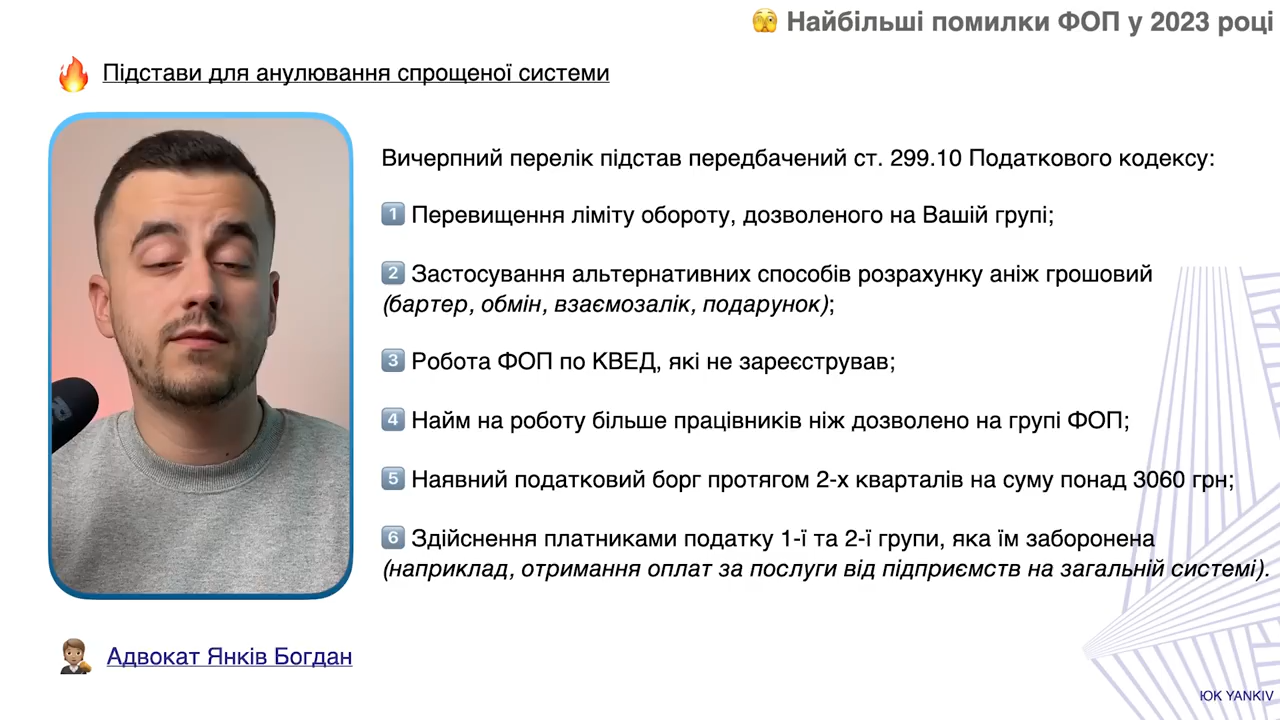 Найбільші помилки ФОП у 2023 році
Підстави для анулювання спрощеної системи
Вичерпний перелік підстав передбачений ст. 299.10 Податкового кодексу:
1 Перевищення ліміту обороту, дозволеного на Вашій групі;
2 Застосування альтернативних способів розрахунку аніж грошовий
(бартер, обмін, взаємозалік, подарунок);
3 Робота ФОП по КВЕД, які не зареєстрував;
4 Найм на роботу більше працівників ніж дозволено на групі ФОП;
5 Наявний податковий борг протягом 2-х кварталів на суму понад 3060 грн;
6 Здійснення платниками податку 1-ї та 2-ї групи, яка їм заборонена
(наприклад, отримання оплат за послуги від підприємств на загальній системі).
Адвокат Янків Богдан
ЮК YANKIV